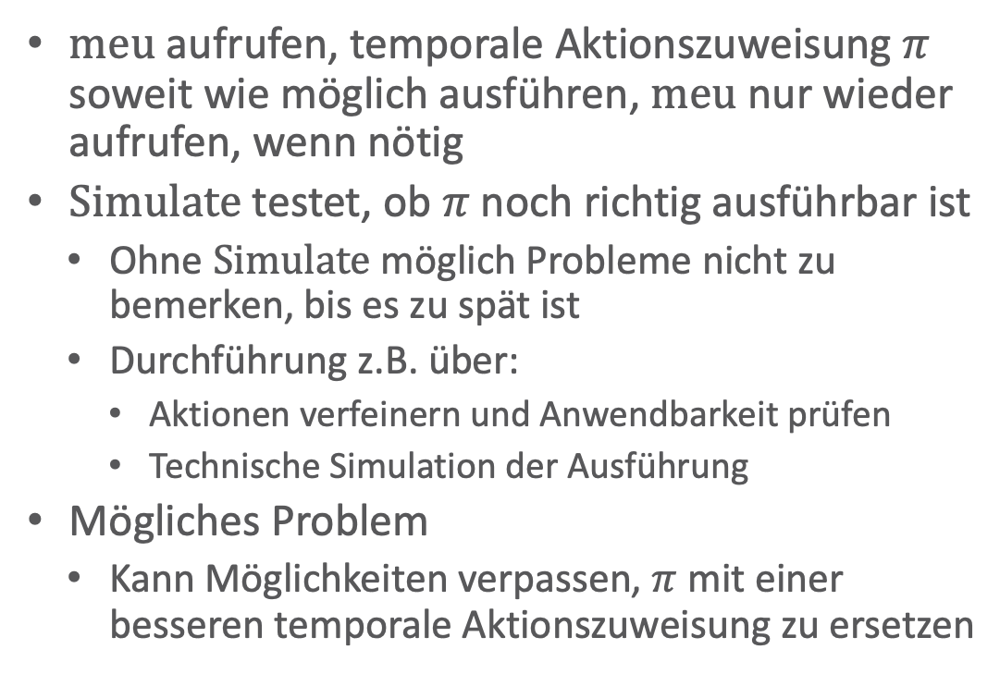 • meu aufrufen, temporale Aktionszuweisung π
soweit wie möglich ausführen, meu nur wieder
aufrufen, wenn nötig
• Simulate testet, ob π noch richtig ausführbar ist
• Ohne Simulate möglich Probleme nicht zu
bemerken, bis es zu spät ist
• Durchführung z.B. über:
• Aktionen verfeinern und Anwendbarkeit prüfen
• Technische Simulation der Ausführung
• Mögliches Problem
• Kann Möglichkeiten verpassen, π mit einer
besseren temporale Aktionszuweisung zu ersetzen